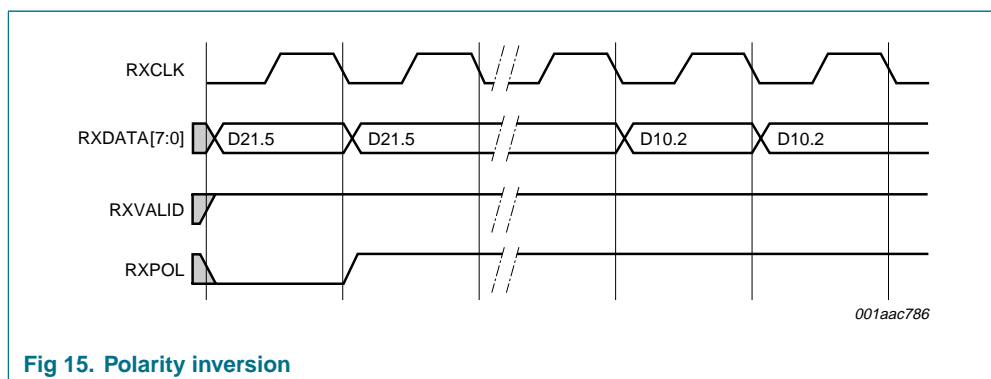 RXCLK
RXDATA[7:0] D21.5 D21.5 D10.2 D10.2
RXVALID
RXPOL
001aac786
Fig 15. Polarity inversion